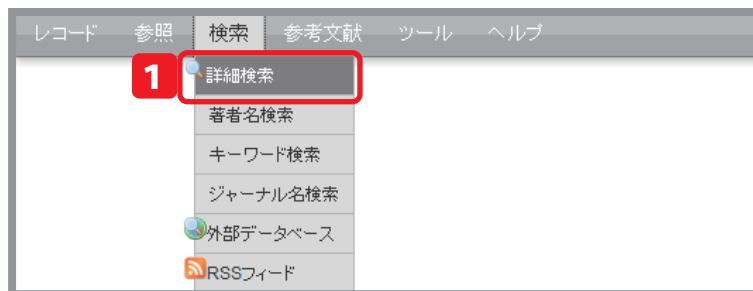 レコード 参照 検索 参考文献 ツール ヘルプ
1 詳細検索
著者名検索
キーワード検索
ジャーナル名検索
外部データベース
RSSフィード